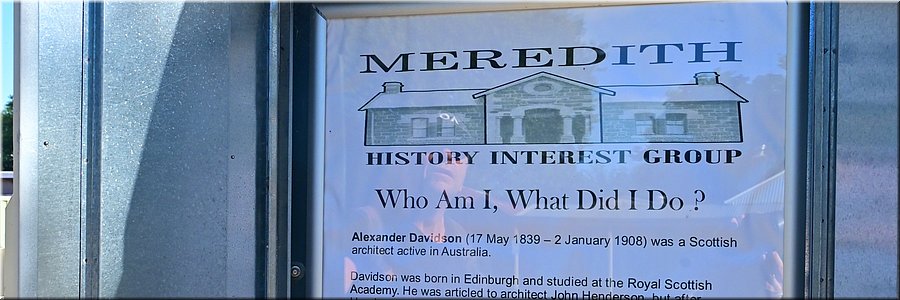 MEREDITH
HISTORY INTEREST GROUP
Who Am I, What Did I Do ?
Alexander Davidson (17 May 1839 – 2 January 1908) was a Scottish
architect active in Australia.
Davidson was born in Edinburgh and studied at the Royal Scottish
Academy. He was articled to architect John Henderson, but after